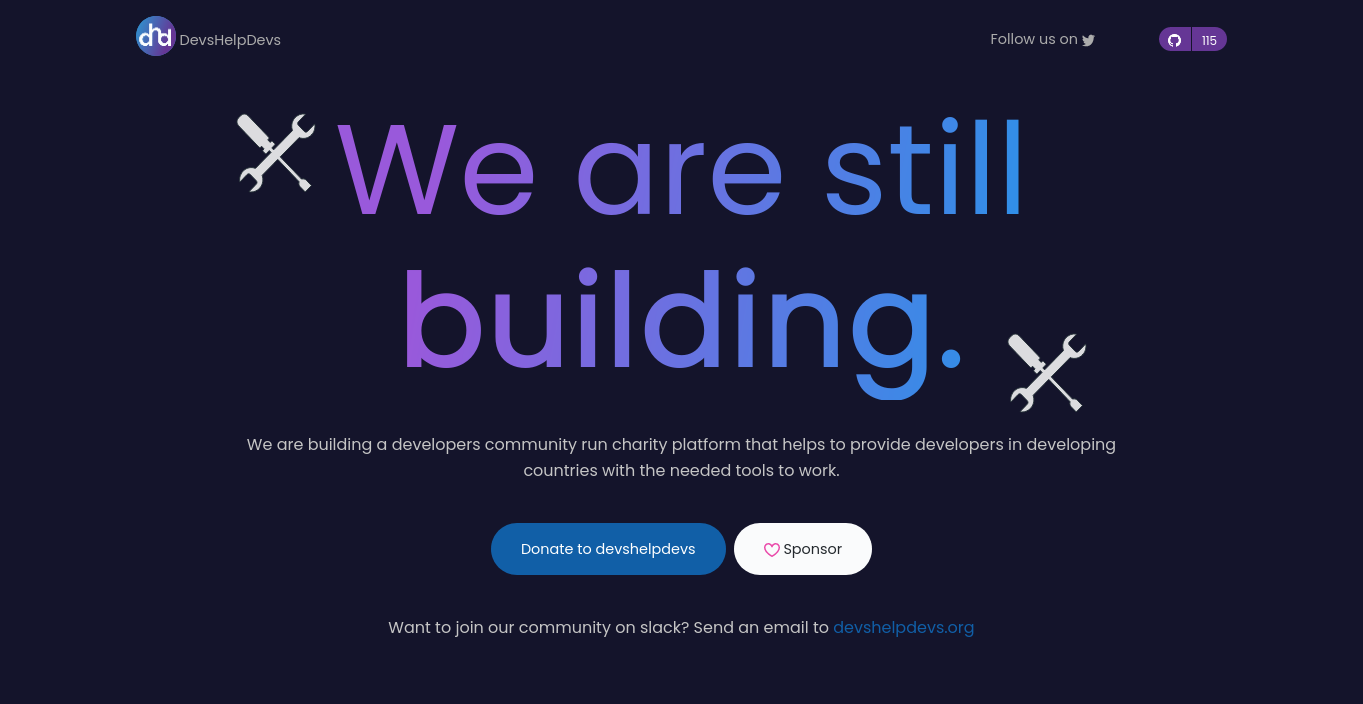 dhd DevsHelpDevs
Follow us on
115
We are still
building.
We are building a developers community run charity platform that helps to provide developers in developing
countries with the needed tools to work.
Donate to devshelpdevs
Sponsor
Want to join our community on slack? Send an email to devshelpdevs.org